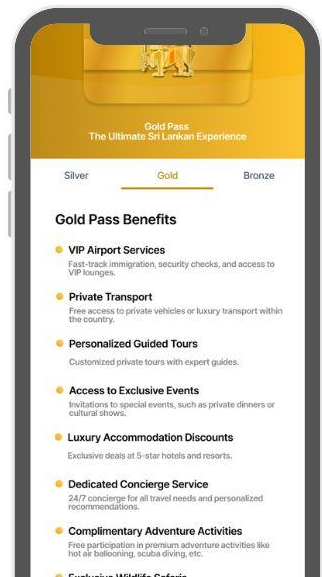 Gold Pass
The Ultimate Sri Lankan Experience
Silver
Gold
Bronze
Gold Pass Benefits
VIP Airport Services
Fast-track immigration, security checks, and access to
VIP lounges.
Private Transport
Free access to private vehicles or luxury transport within
the country.
Personalized Guided Tours
Customized private tours with expert guides.
Access to Exclusive Events
Invitations to special events, such as private dinners or
cultural shows.
Luxury Accommodation Discounts
Exclusive deals at 5-star hotels and resorts.
Dedicated Concierge Service
24/7 concierge for all travel needs and personalized
recommendations.
Complimentary Adventure Activities
Free participation in premium adventure activities like
hot air ballooning, scuba diving, etc.
Exclusive Wildlife Safaris